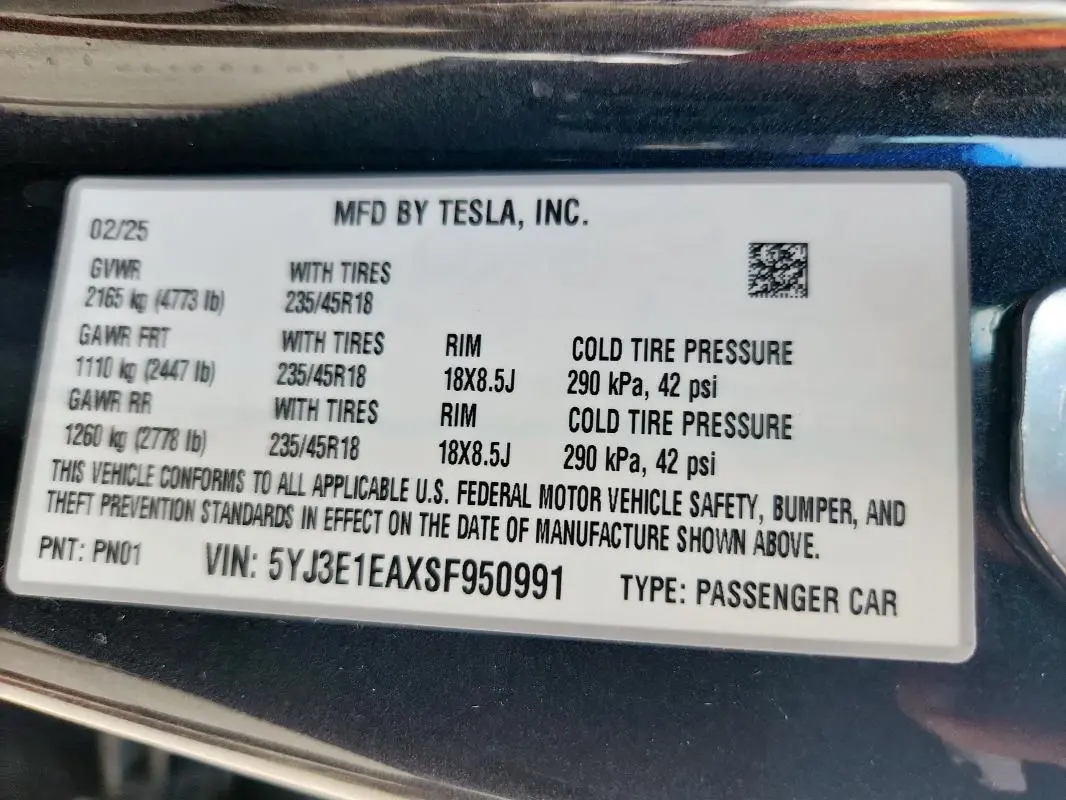 MFD BY TESLA, INC.
02/25
GVWR WITH TIRES
2165 kg (4773 lb) 235/45R18
GAWR FRT WITH TIRES RIM COLD TIRE PRESSURE
1110 kg (2447 lb) 235/45R18 18X8.5J 290 kPa, 42 psi
GAWR RR WITH TIRES RIM COLD TIRE PRESSURE
1260 kg (2778 lb) 235/45R18 18X8.5J 290 kPa, 42 psi
THIS VEHICLE CONFORMS TO ALL APPLICABLE U.S. FEDERAL MOTOR VEHICLE SAFETY, BUMPER, AND
THEFT PREVENTION STANDARDS IN EFFECT ON THE DATE OF MANUFACTURE SHOWN ABOVE.
PNT: PN01 VIN: 5YJ3E1EAXSF950991 TYPE: PASSENGER CAR